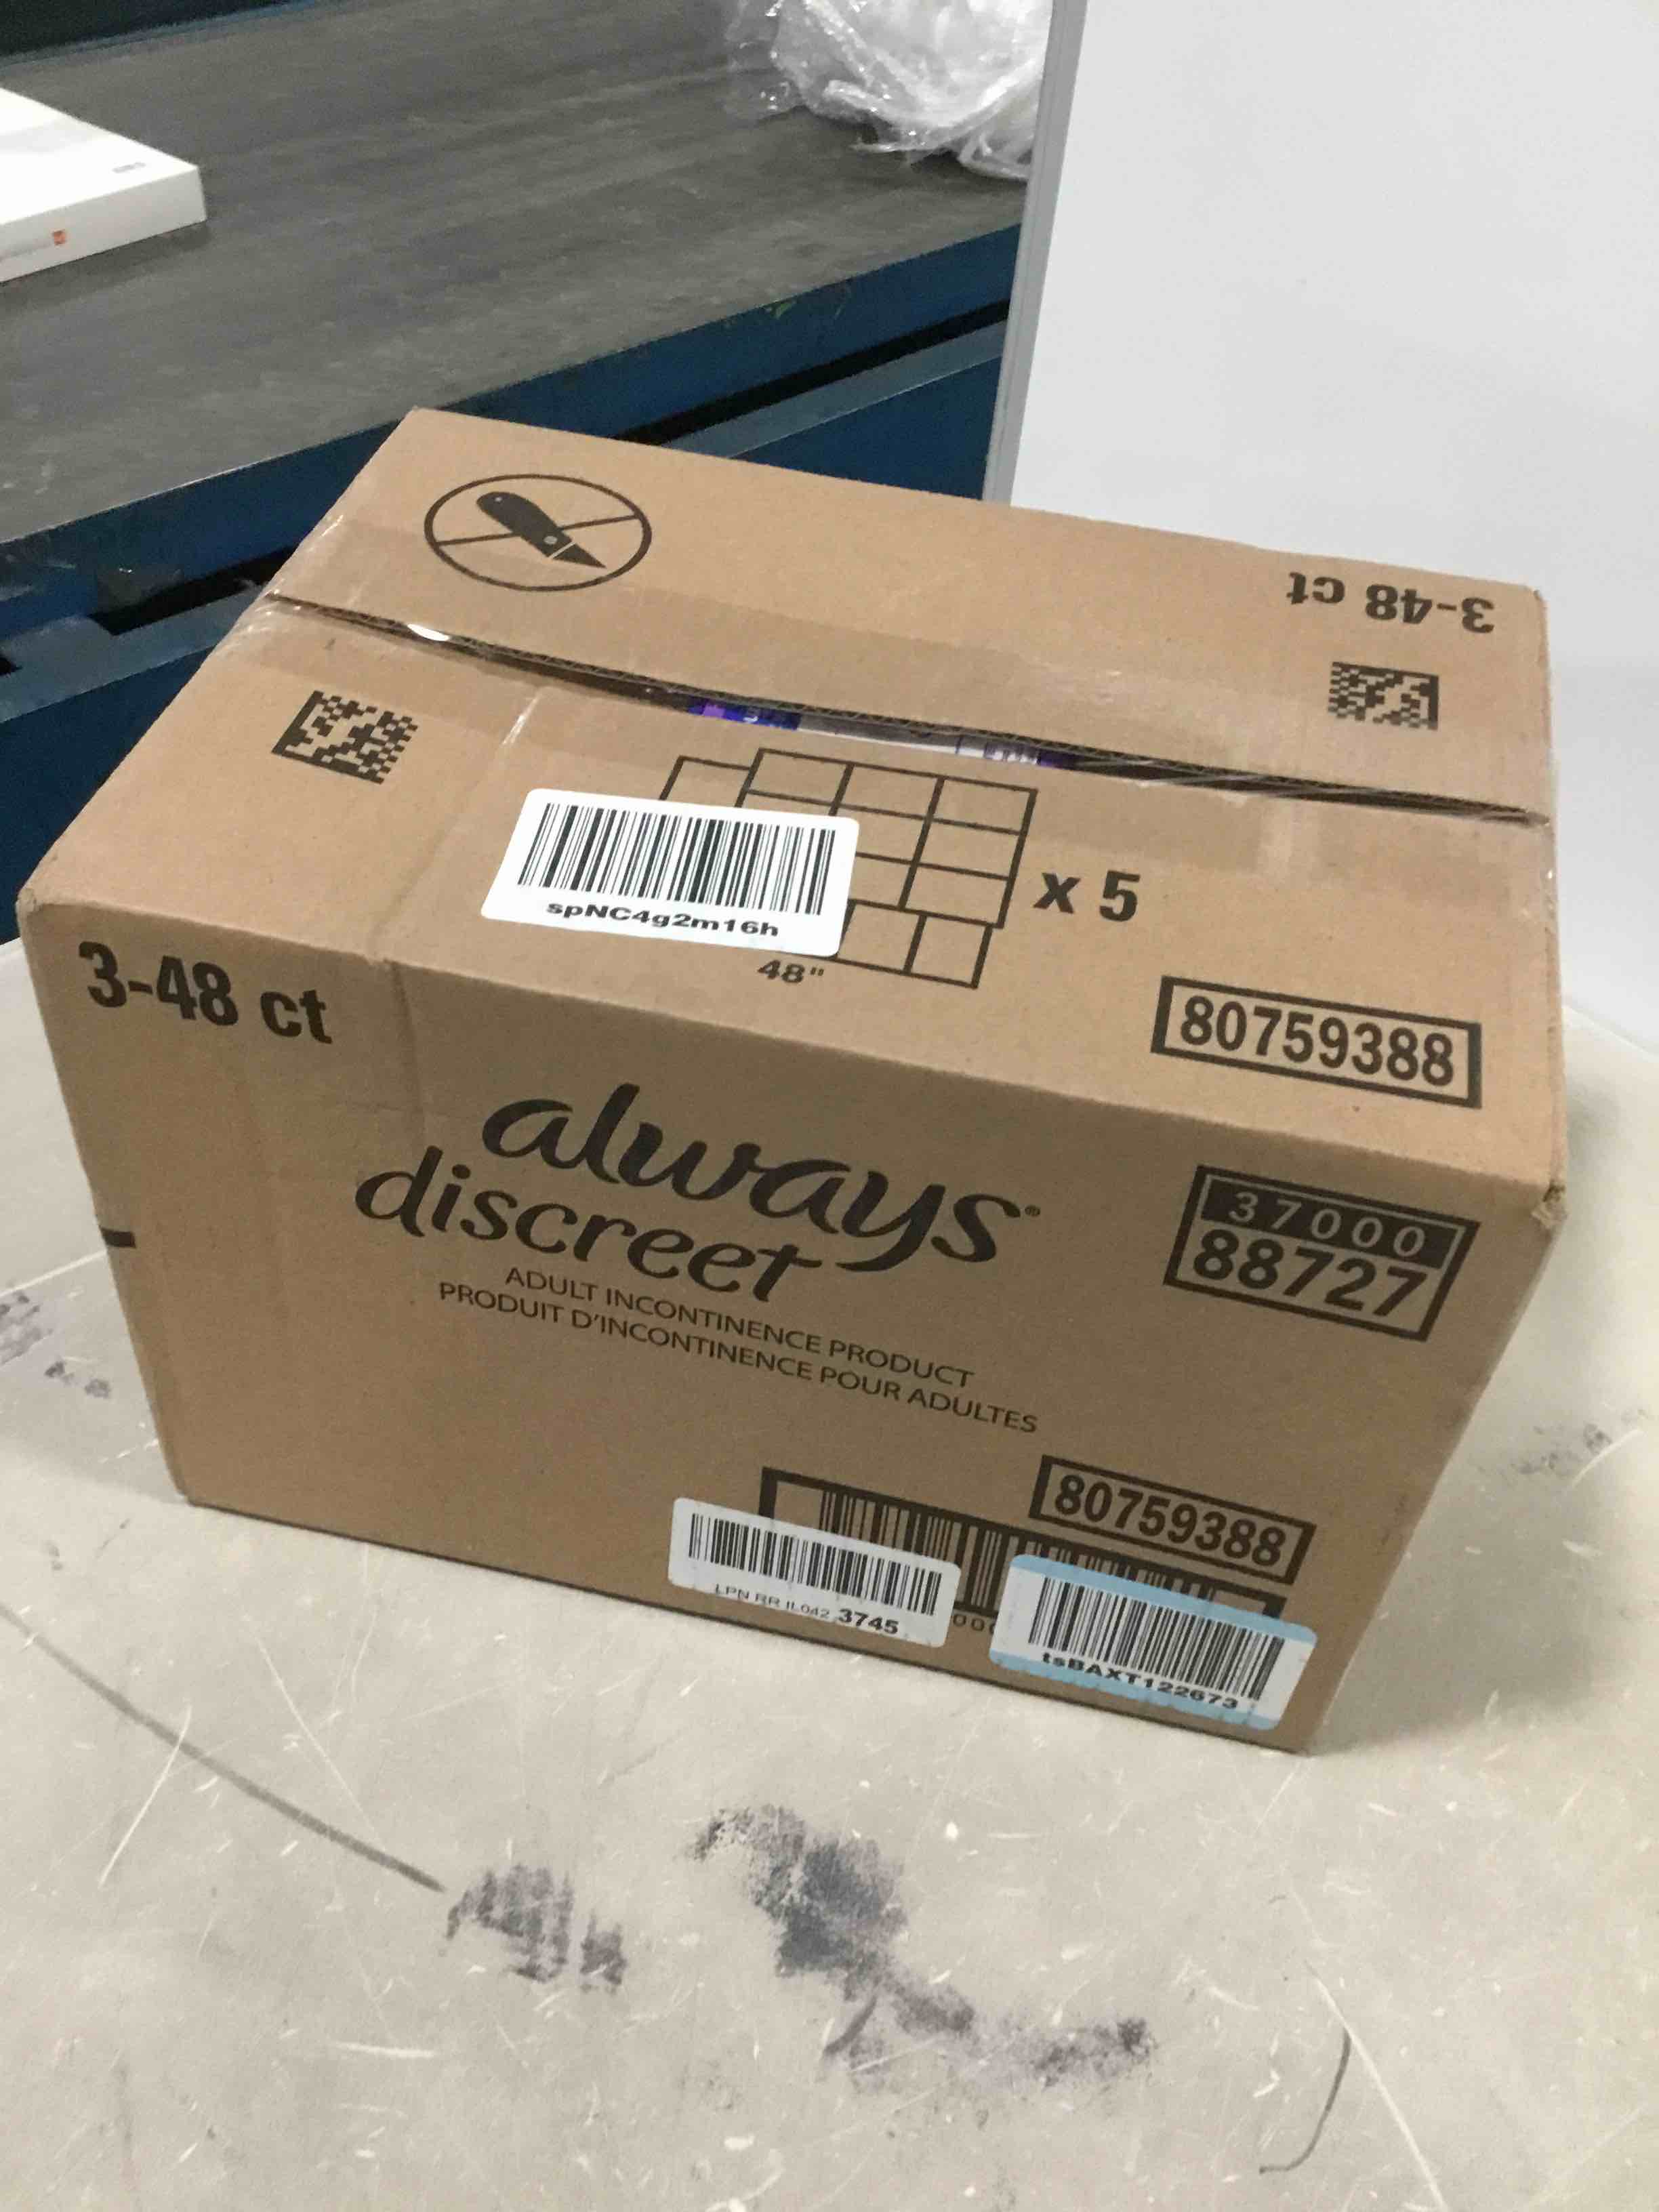 3-48 ct
spNC4g2m16h
x 5
48"
80759388
3-48 ct
always®
discreet
ADULT INCONTINENCE PRODUCT
PRODUIT D'INCONTINENCE POUR ADULTES
37000
88727
80759388
LPN RR IL042 3745
000
tsBAXT122673